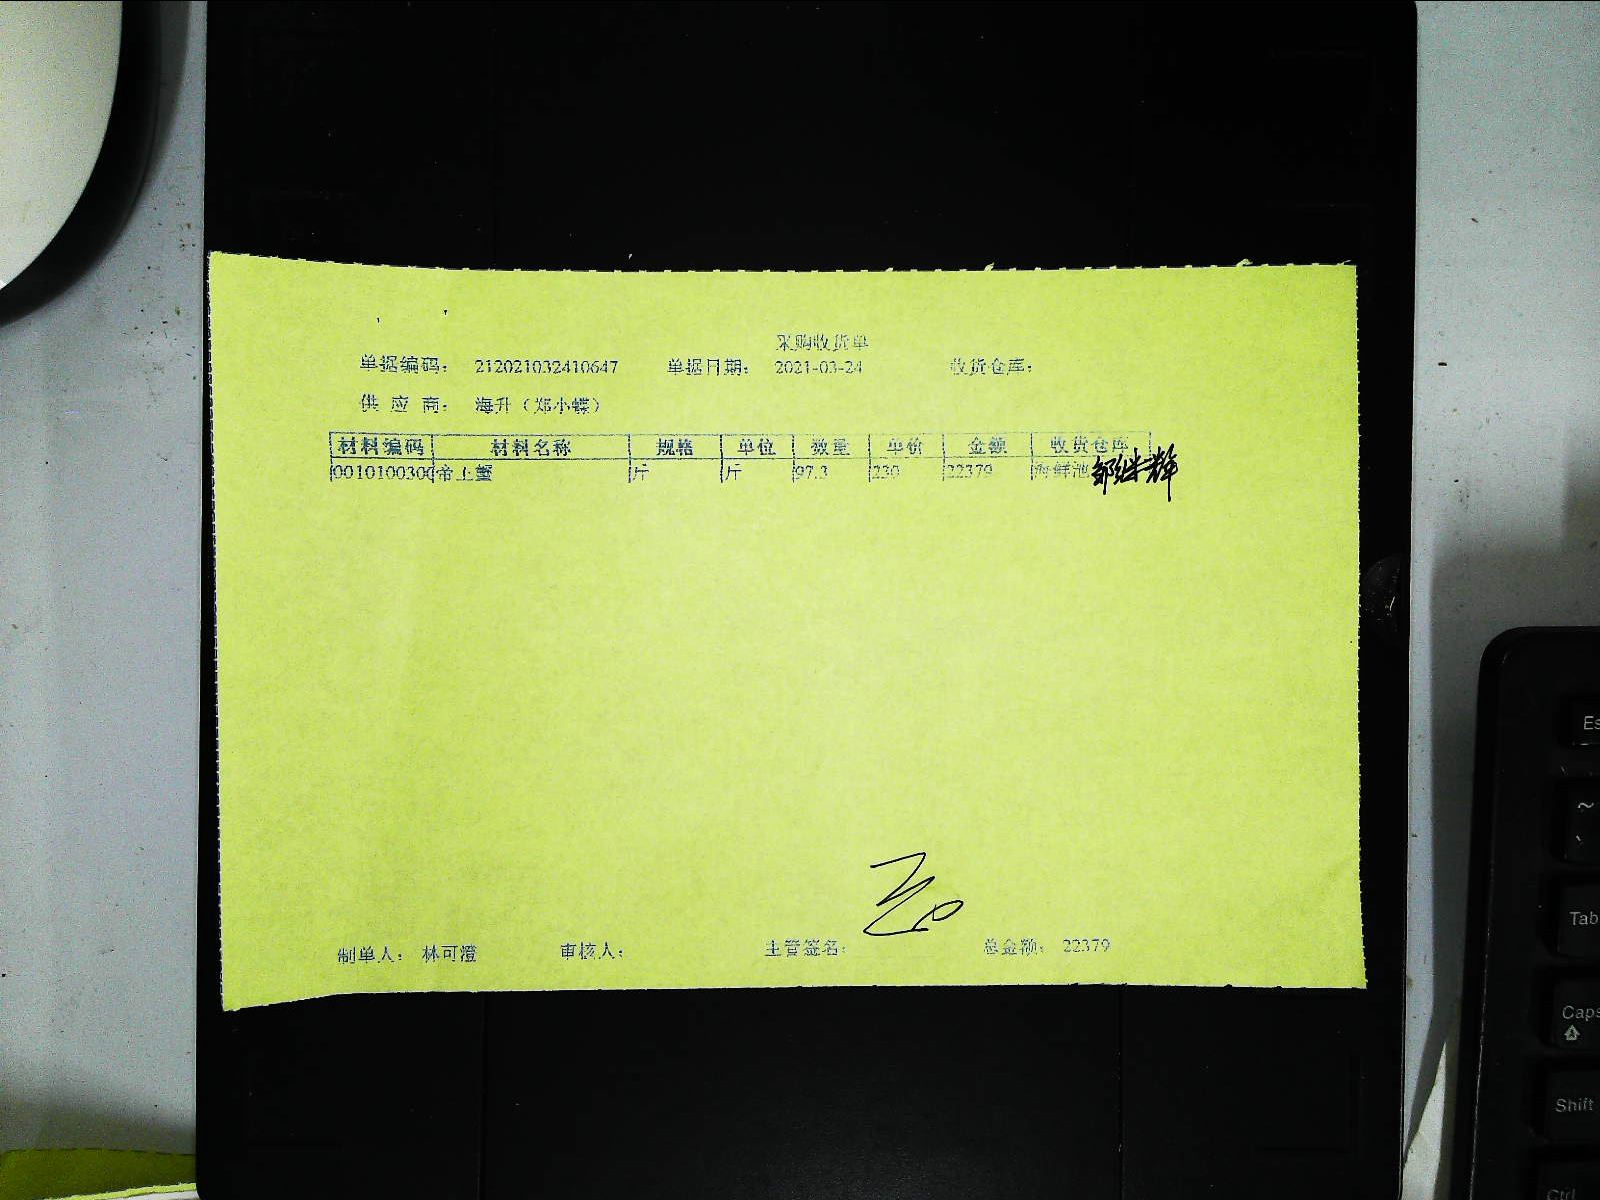 采购收货单
单据编码： 212021032410647 单据日期： 2021-03-24 收货仓库：
供 应 商： 海升（郑小蝶）
材料编码 材料名称 规格 单位 数量 单价 金额 收货仓库
0010100300 帝王蟹 斤 斤 97.3 230 22379 海鲜池 邹继辉
制单人： 林可澄 审核人： 主管签名： 总金额： 22379
Es
~
、
Tab
Caps
Shift
Ctrl